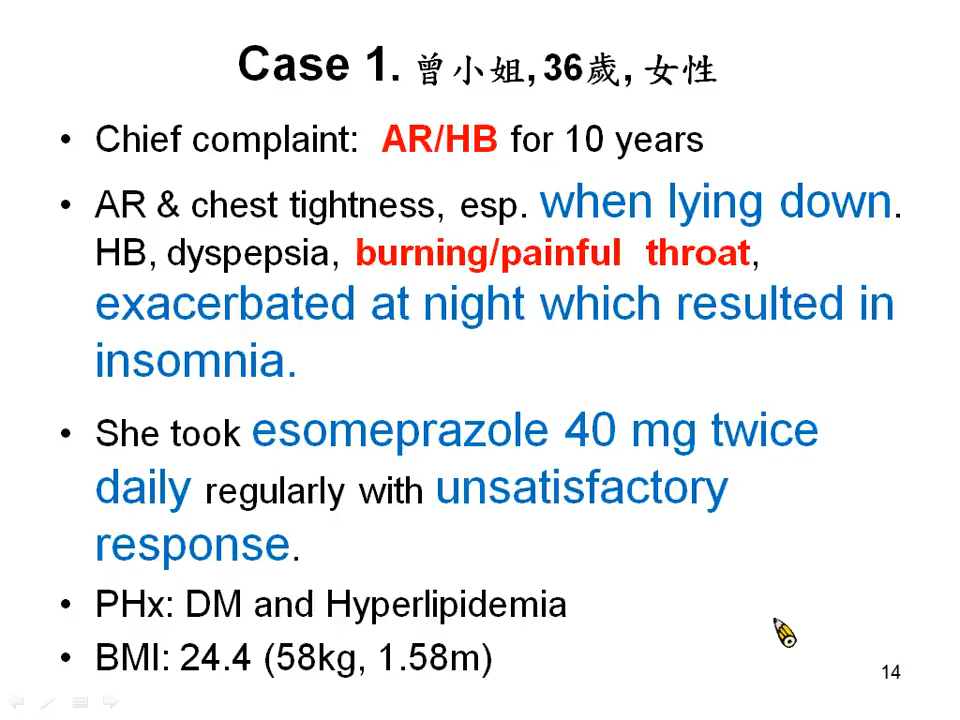 Case 1. 曾小姐, 36歲, 女性
• Chief complaint: AR/HB for 10 years
• AR & chest tightness, esp. when lying down.
HB, dyspepsia, burning/painful throat,
exacerbated at night which resulted in
insomnia.
• She took esomeprazole 40 mg twice
daily regularly with unsatisfactory
response.
• PHx: DM and Hyperlipidemia
• BMI: 24.4 (58kg, 1.58m)
14